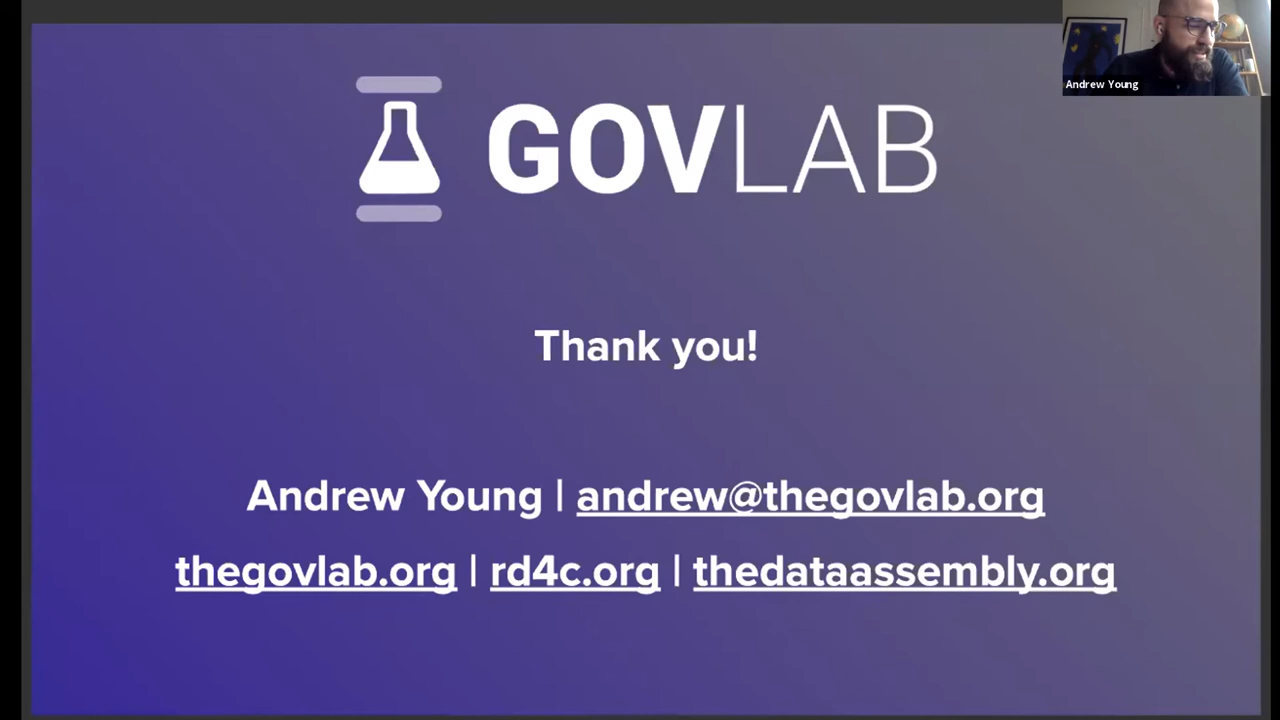 Andrew Young
GOVLAB
Thank you!
Andrew Young | andrew@thegovlab.org
thegovlab.org | rd4c.org | thedataassembly.org